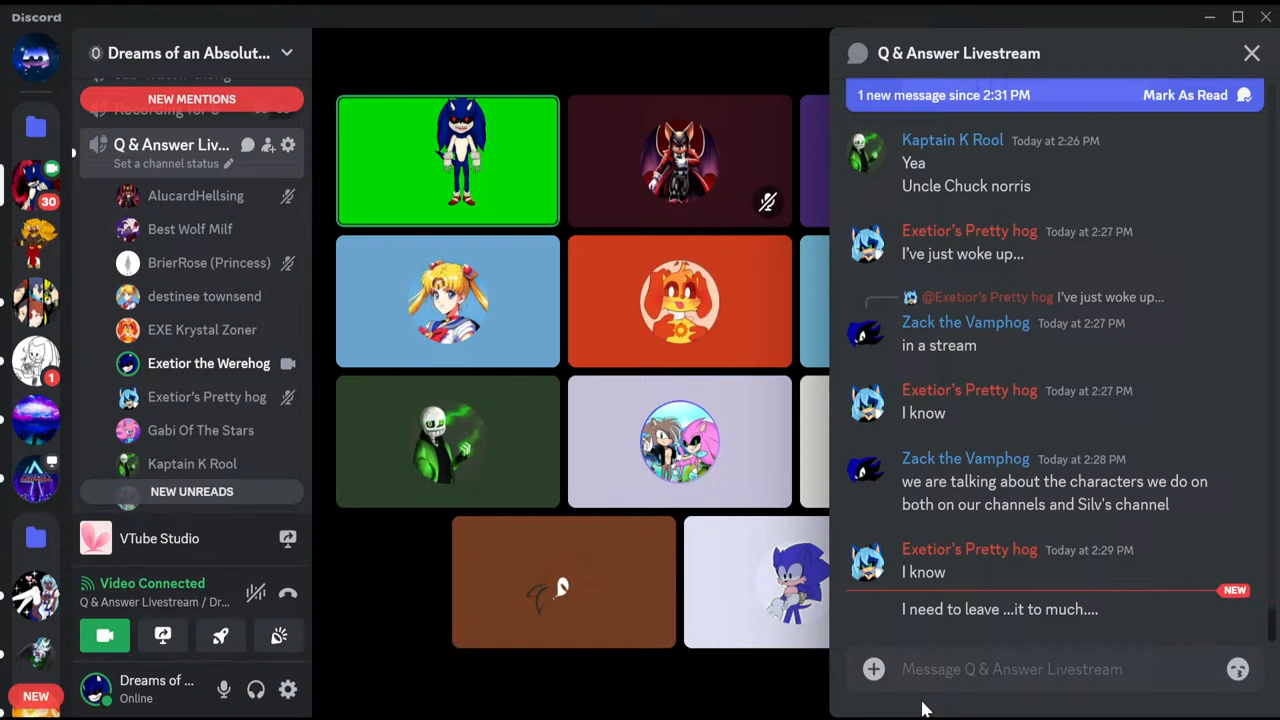 Discord
Dreams of an Absolut...
NEW MENTIONS
Q & Answer Liv...
Set a channel status
AlucardHellsing
Best Wolf Milf
BrierRose (Princess)
destinee townsend
EXE Krystal Zoner
Exetior the Werehog
Exetior's Pretty hog
Gabi Of The Stars
Kaptain K Rool
NEW UNREADS
VTube Studio
Video Connected
Q & Answer Livestream / Dr...
Dreams of ...
Online
30
1
NEW
Q & Answer Livestream
1 new message since 2:31 PM Mark As Read
Kaptain K Rool Today at 2:26 PM
Yea
Uncle Chuck norris
Exetior's Pretty hog Today at 2:27 PM
I've just woke up...
@Exetior's Pretty hog I've just woke up...
Zack the Vamphog Today at 2:27 PM
in a stream
Exetior's Pretty hog Today at 2:27 PM
I know
Zack the Vamphog Today at 2:28 PM
we are talking about the characters we do on
both on our channels and Silv's channel
Exetior's Pretty hog Today at 2:29 PM
I know
NEW
I need to leave ...it to much....
Message Q & Answer Livestream